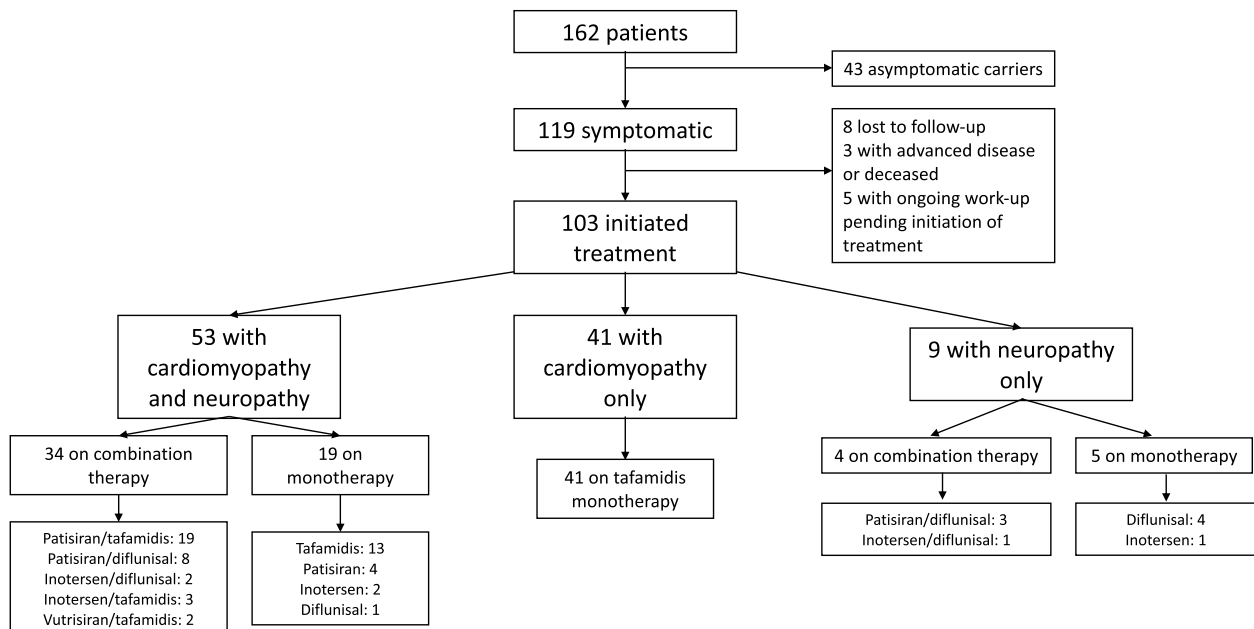 162 patients
43 asymptomatic carriers
119 symptomatic
8 lost to follow-up
3 with advanced disease
or deceased
5 with ongoing work-up
pending initiation of
treatment
103 initiated
treatment
53 with
cardiomyopathy
and neuropathy
41 with
cardiomyopathy
only
9 with neuropathy
only
34 on combination
therapy
19 on
monotherapy
41 on tafamidis
monotherapy
4 on combination therapy
5 on monotherapy
Patisiran/tafamidis: 19
Patisiran/diflunisal: 8
Inotersen/diflunisal: 2
Inotersen/tafamidis: 3
Vutrisiran/tafamidis: 2
Tafamidis: 13
Patisiran: 4
Inotersen: 2
Diflunisal: 1
Patisiran/diflunisal: 3
Inotersen/diflunisal: 1
Diflunisal: 4
Inotersen: 1